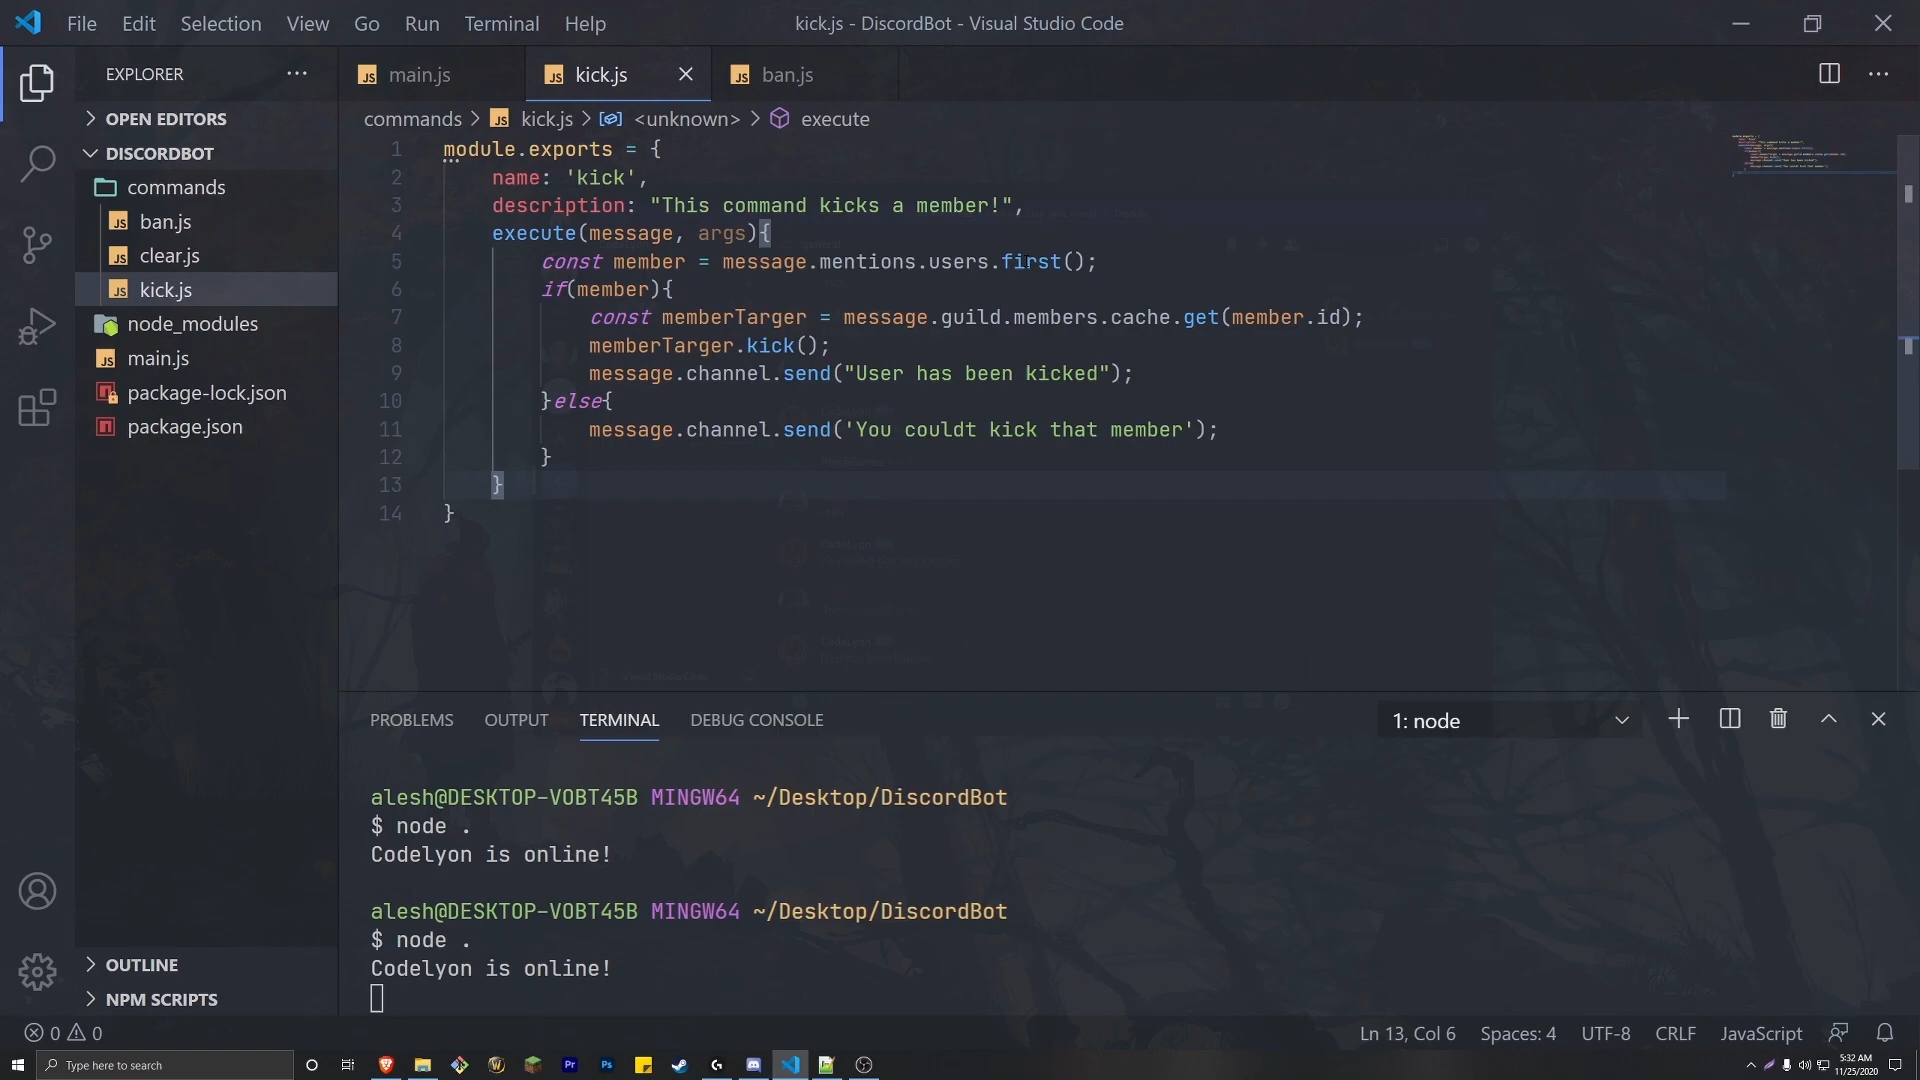 File Edit Selection View Go Run Terminal Help kick.js - DiscordBot - Visual Studio Code
EXPLORER
main.js kick.js ban.js
OPEN EDITORS
commands > kick.js > <unknown> > execute
DISCORDBOT
commands
ban.js
clear.js
kick.js
node_modules
main.js
package-lock.json
package.json
OUTLINE
NPM SCRIPTS
1 module.exports = {
2 name: 'kick',
3 description: "This command kicks a member!",
4 execute(message, args){
5 const member = message.mentions.users.first();
6 if(member){
7 const memberTarger = message.guild.members.cache.get(member.id);
8 memberTarger.kick();
9 message.channel.send("User has been kicked");
10 }else{
11 message.channel.send('You couldt kick that member');
12 }
13 }
14 }
PROBLEMS OUTPUT TERMINAL DEBUG CONSOLE 1: node
alesh@DESKTOP-VOBT45B MINGW64 ~/Desktop/DiscordBot
$ node .
Codelyon is online!
alesh@DESKTOP-VOBT45B MINGW64 ~/Desktop/DiscordBot
$ node .
Codelyon is online!
0 0 Ln 13, Col 6 Spaces: 4 UTF-8 CRLF JavaScript
Type here to search
5:32 AM
11/25/2020